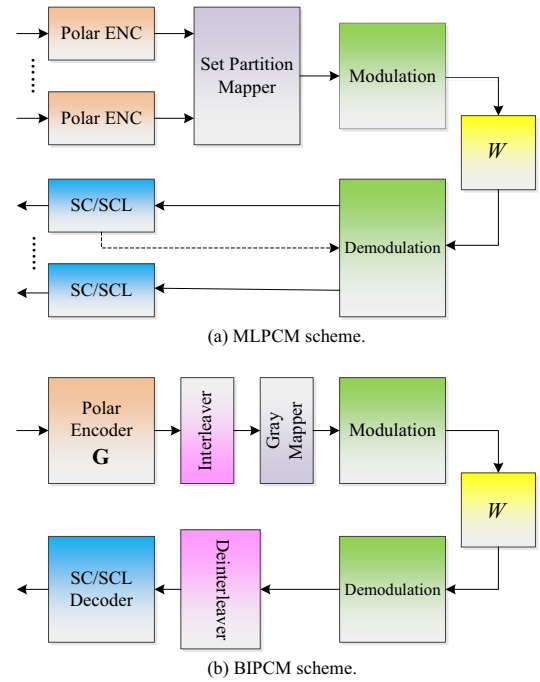 Polar ENC
Polar ENC
Set Partition
Mapper
Modulation
W
SC/SCL
SC/SCL
Demodulation
(a) MLPCM scheme.
Polar
Encoder
G
Interleaver
Gray
Mapper
Modulation
W
SC/SCL
Decoder
Deinterleaver
Demodulation
(b) BIPCM scheme.